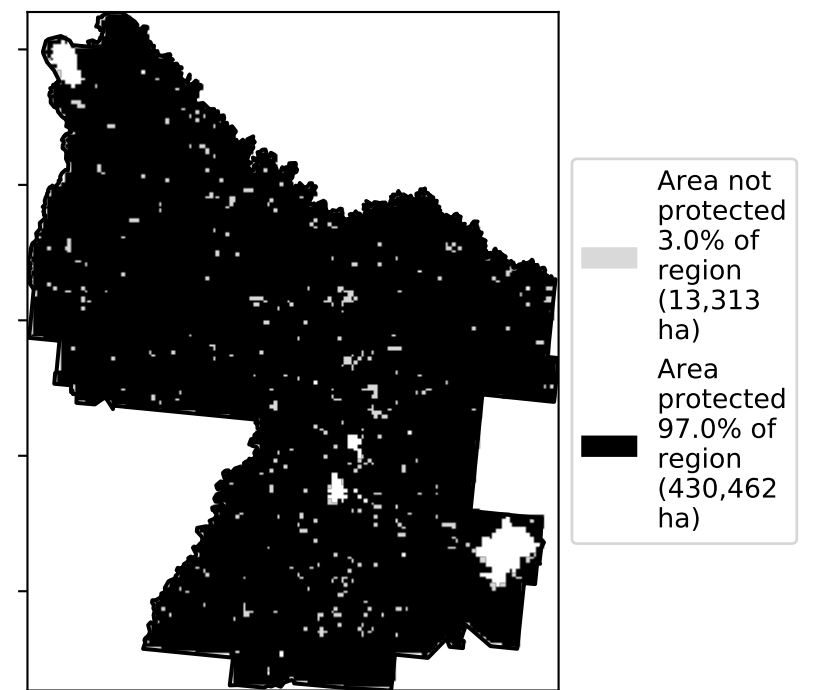 Area not
protected
3.0% of
region
(13,313
ha)
Area
protected
97.0% of
region
(430,462
ha)